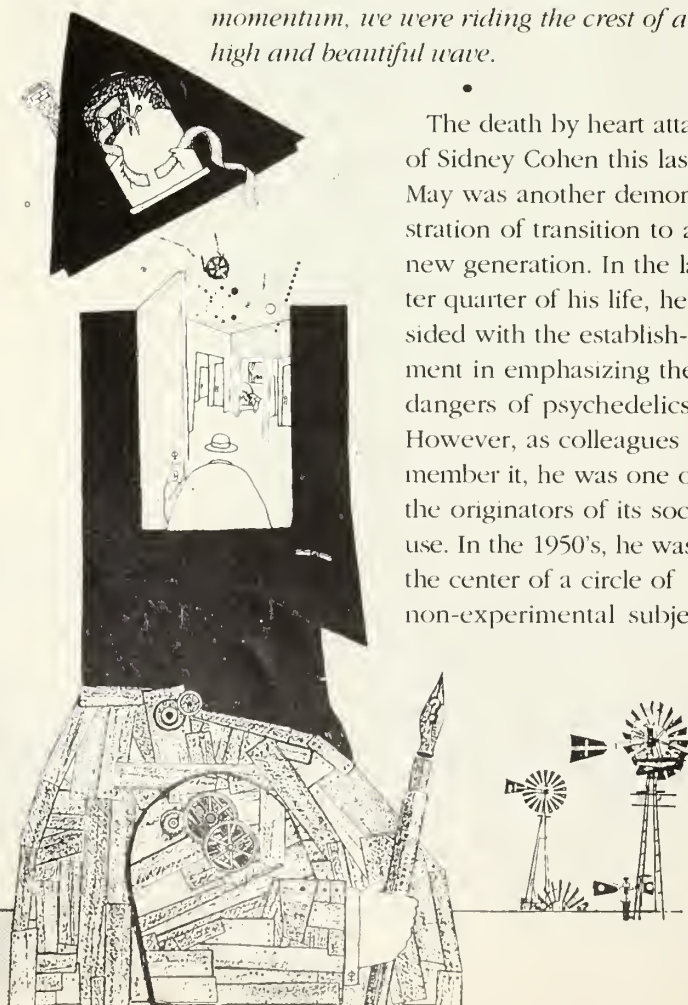 momentum, we were riding the crest of a
high and beautiful wave.
•
The death by heart atta
of Sidney Cohen this las
May was another demon
stration of transition to a
new generation. In the la
ter quarter of his life, he
sided with the establish-
ment in emphasizing the
dangers of psychedelics
However, as colleagues
member it, he was one o
the originators of its soc
use. In the 1950's, he was
the center of a circle of
non-experimental subje